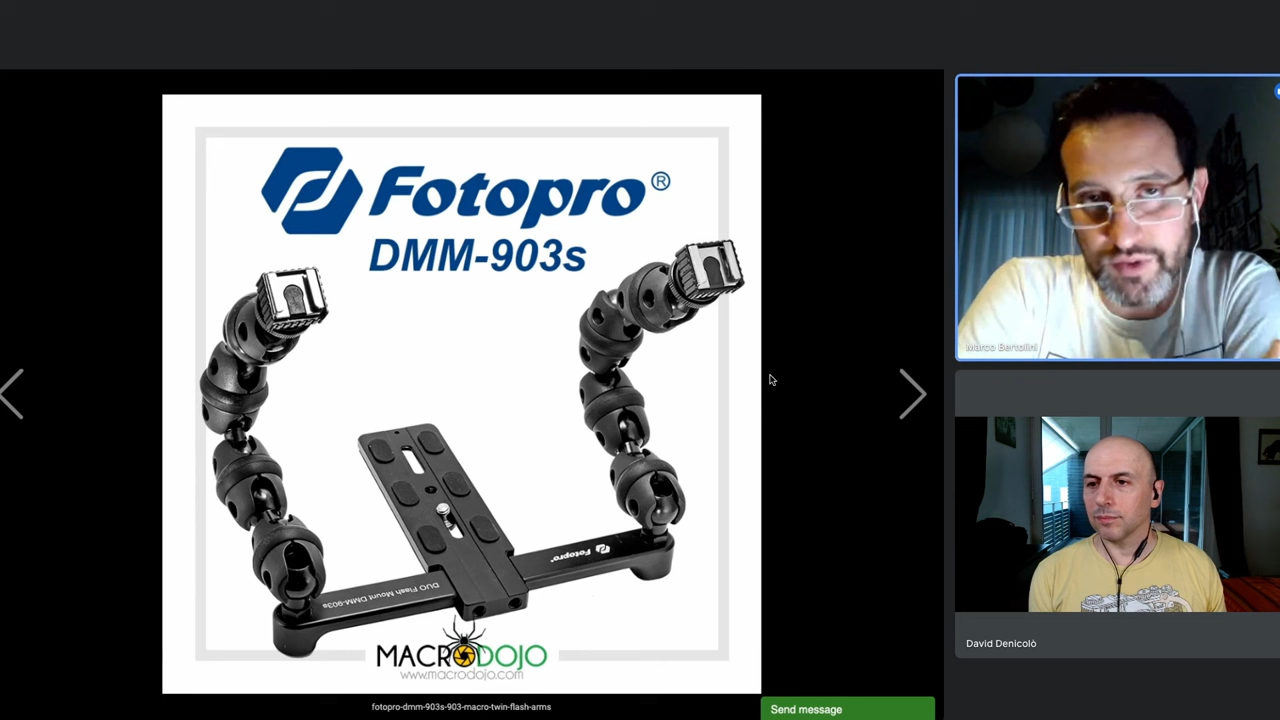 Fotopro®
DMM-903s
Fotopro®
DUO Flash Mount DMM-903s
MACRODOJO
www.macrodojo.com
fotopro-dmm-903s-903-macro-twin-flash-arms
Send message
Marco Bertolini
David Denicolò